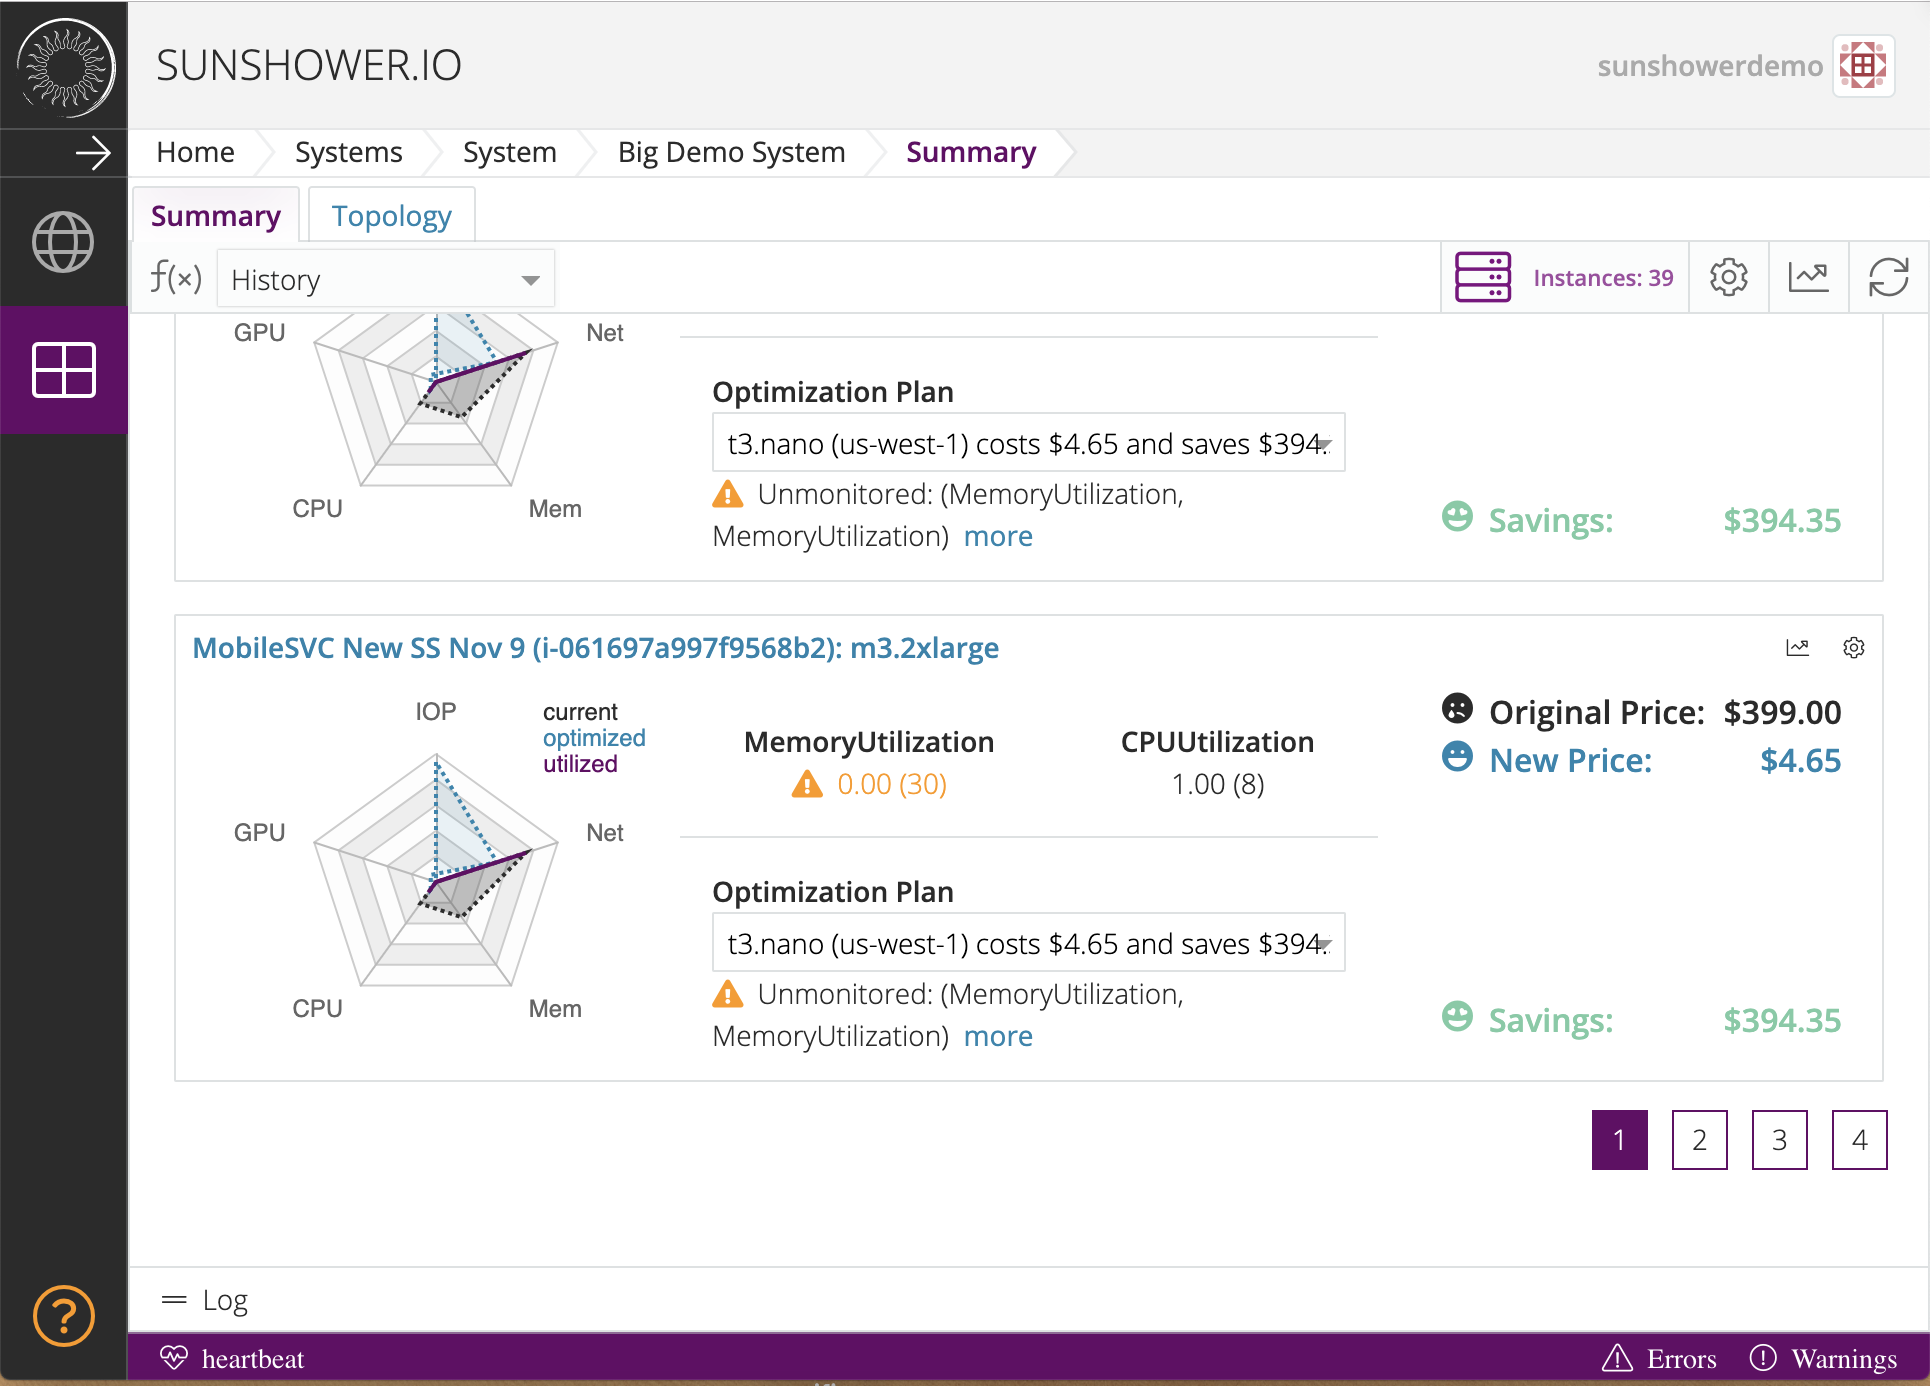 SUNSHOWER.IO
sunshowerdemo
Home Systems System Big Demo System Summary
Summary Topology
f(x) History
Instances: 39
GPU Net
CPU Mem
Optimization Plan
t3.nano (us-west-1) costs $4.65 and saves $394.
Unmonitored: (MemoryUtilization,
MemoryUtilization) more
Savings: $394.35
MobileSVC New SS Nov 9 (i-061697a997f9568b2): m3.2xlarge
IOP
current
optimized
utilized
GPU Net
CPU Mem
MemoryUtilization CPUUtilization
0.00 (30) 1.00 (8)
Original Price: $399.00
New Price: $4.65
Optimization Plan
t3.nano (us-west-1) costs $4.65 and saves $394.
Unmonitored: (MemoryUtilization,
MemoryUtilization) more
Savings: $394.35
1 2 3 4
Log
?
heartbeat
Errors Warnings